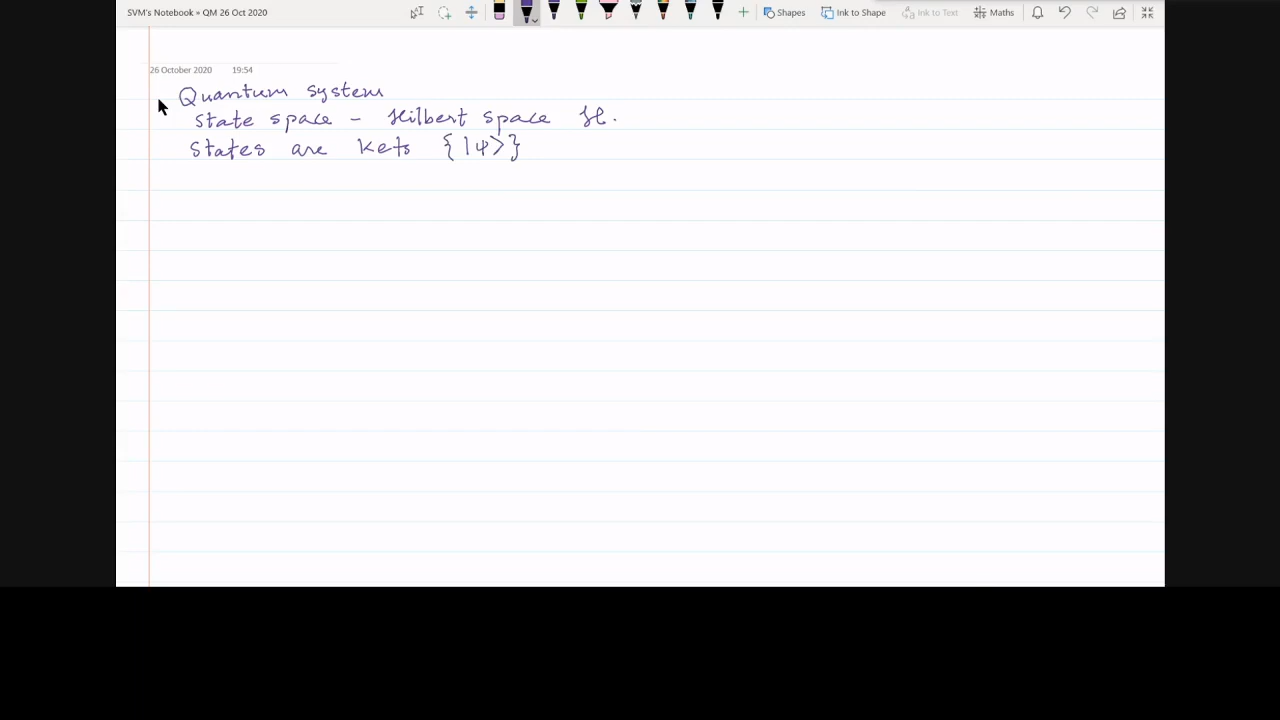 SVM's Notebook » QM 26 Oct 2020
Shapes Ink to Shape Ink to Text Maths
26 October 2020 19:54
Quantum system
State space - Hilbert space ℋ.
States are kets {|ψ>}